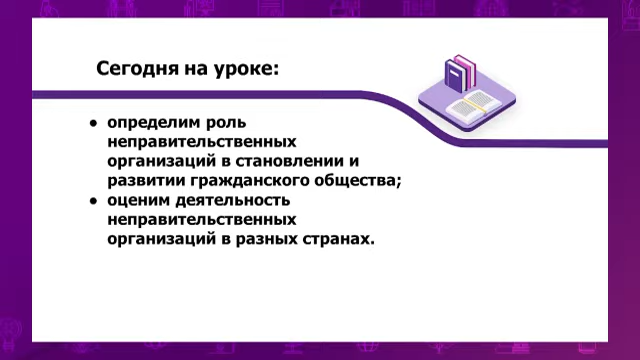 Сегодня на уроке:
● определим роль
неправительственных
организаций в становлении и
развитии гражданского общества;
● оценим деятельность
неправительственных
организаций в разных странах.